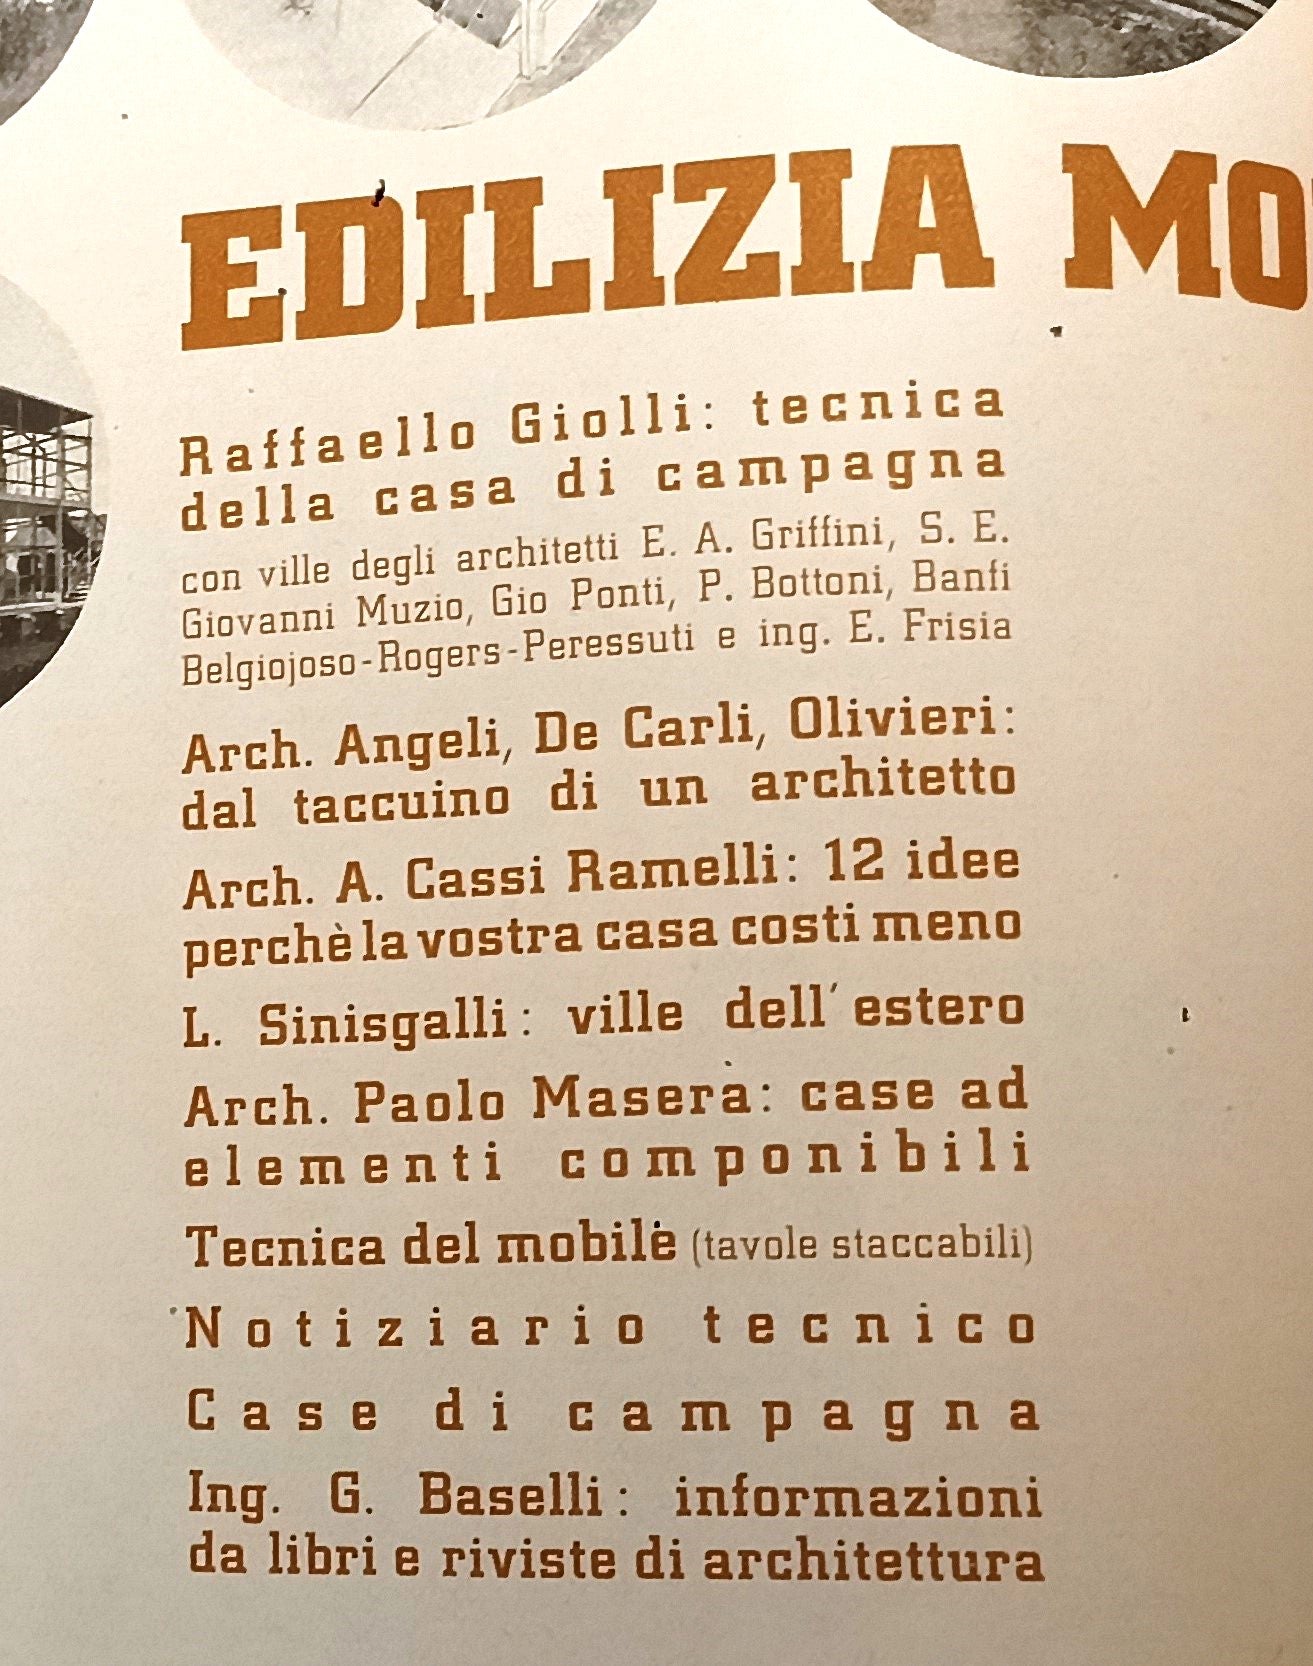 EDILIZIA MO
Raffaello Giolli: tecnica
della casa di campagna
con ville degli architetti E. A. Griffini, S. E.
Giovanni Muzio, Gio Ponti, P. Bottoni, Banfi
Belgiojoso-Rogers-Peressuti e ing. E. Frisia
Arch. Angeli, De Carli, Olivieri:
dal taccuino di un architetto
Arch. A. Cassi Ramelli: 12 idee
perchè la vostra casa costi meno
L. Sinisgalli: ville dell'estero
Arch. Paolo Masera: case ad
elementi componibili
Tecnica del mobile (tavole staccabili)
Notiziario tecnico
Case di campagna
Ing. G. Baselli: informazioni
da libri e riviste di architettura